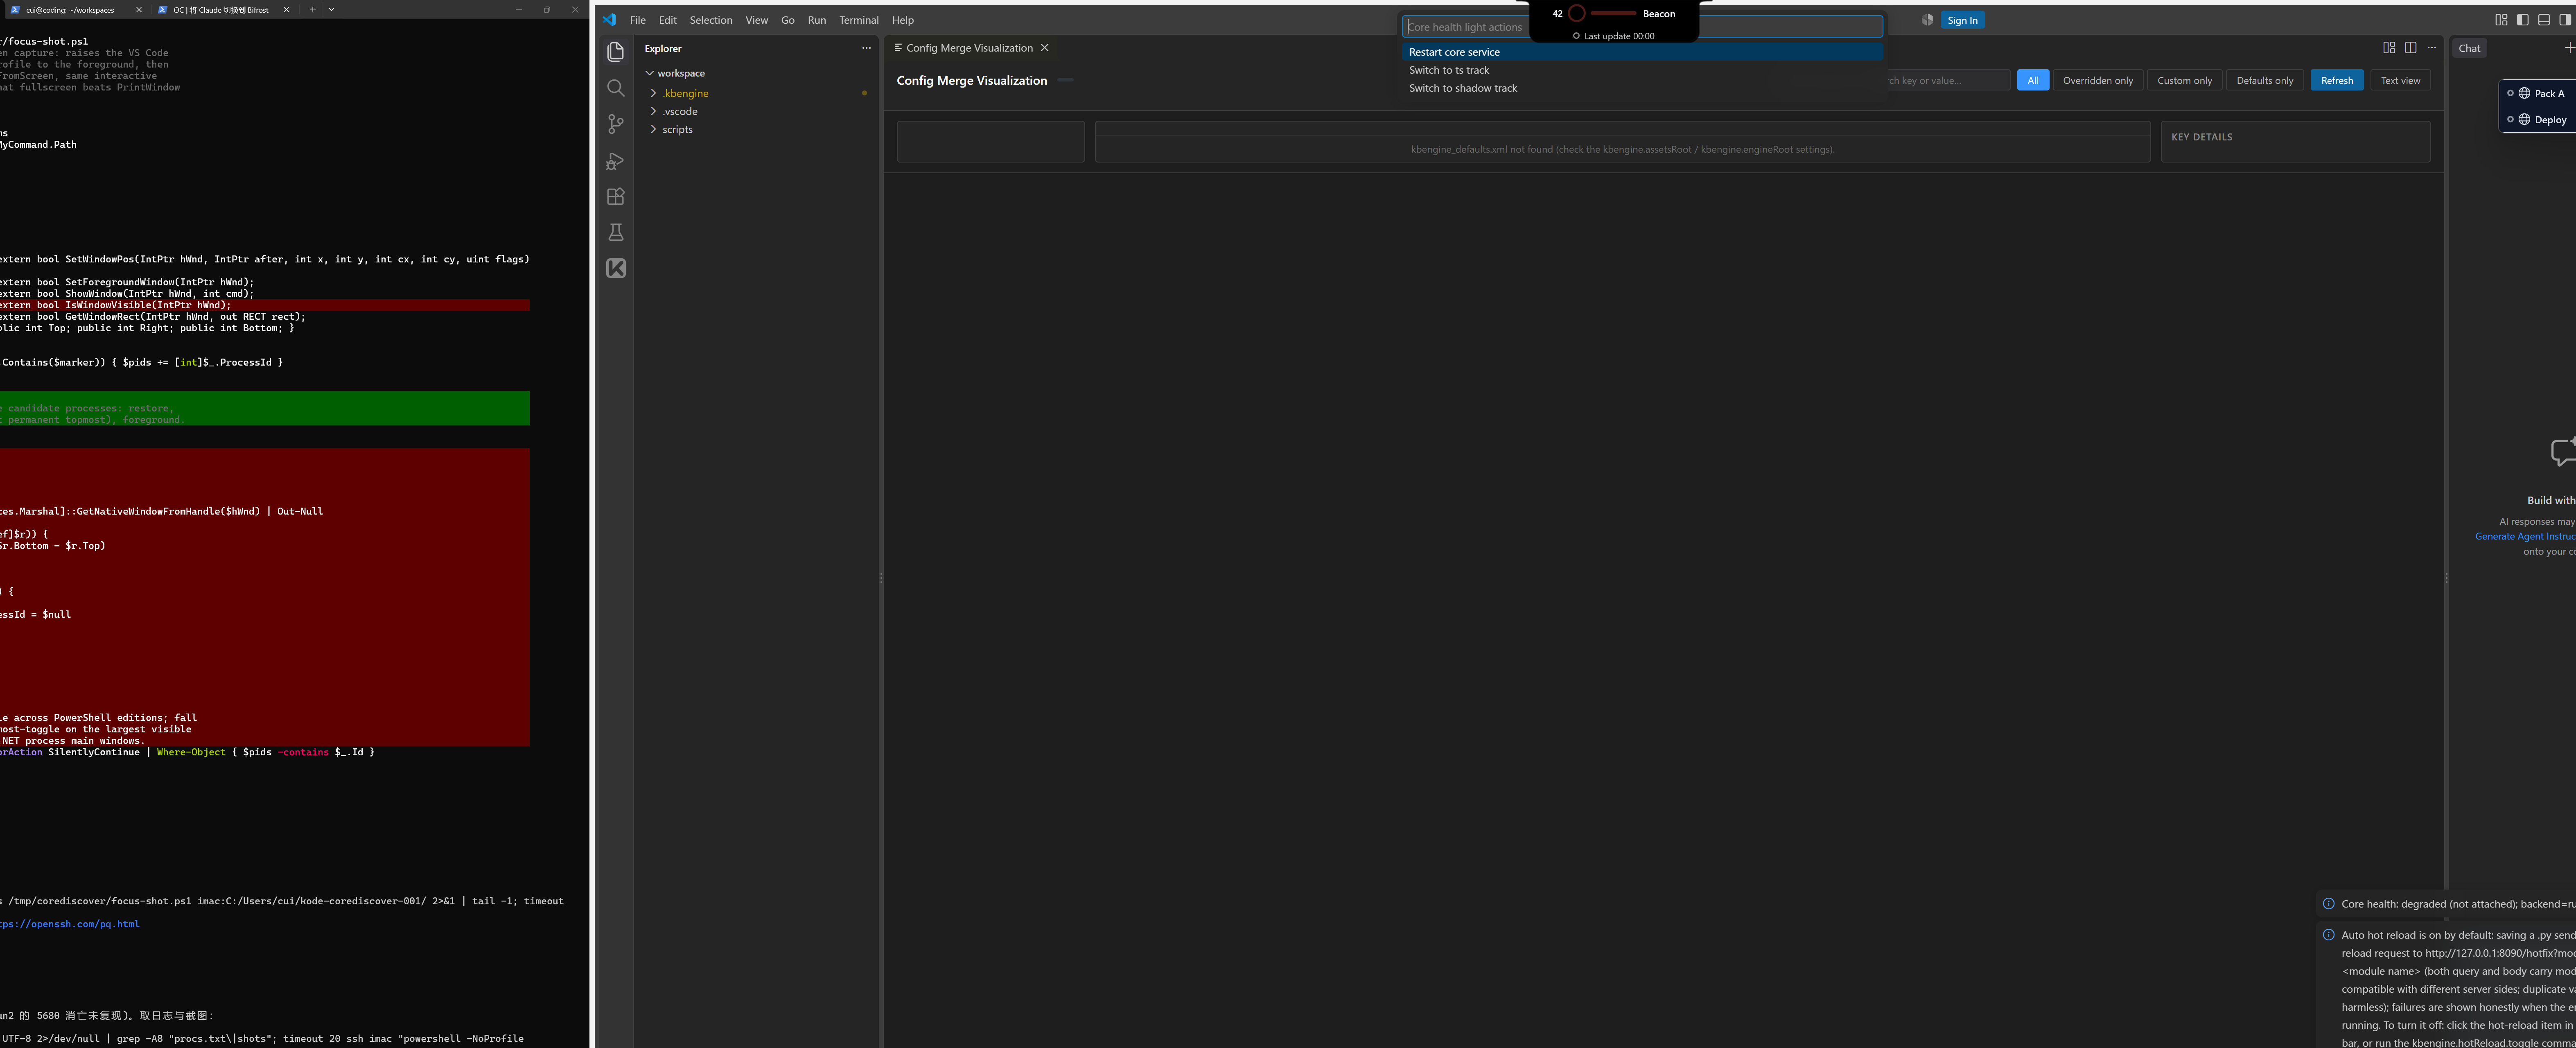 cui@coding: ~/workspaces
OC | 将 Claude 切换到 Bifrost
r/focus-shot.ps1
en capture: raises the VS Code
rofile to the foreground, then
FromScreen, same interactive
hat fullscreen beats PrintWindow
ns
MyCommand.Path
extern bool SetWindowPos(IntPtr hWnd, IntPtr after, int x, int y, int cx, int cy, uint flags)
extern bool SetForegroundWindow(IntPtr hWnd);
extern bool ShowWindow(IntPtr hWnd, int cmd);
extern bool IsWindowVisible(IntPtr hWnd);
extern bool GetWindowRect(IntPtr hWnd, out RECT rect);
blic int Top; public int Right; public int Bottom; }
.Contains($marker)) { $pids += [int]$_.ProcessId }
e candidate processes: restore,
t permanent topmost), foreground.
ces.Marshal]::GetNativeWindowFromHandle($hWnd) | Out-Null
ef]$r)) {
$r.Bottom - $r.Top)
) {
essId = $null
le across PowerShell editions; fall
most-toggle on the largest visible
.NET process main windows.
orAction SilentlyContinue | Where-Object { $pids -contains $_.Id }
s /tmp/corediscover/focus-shot.ps1 imac:C:/Users/cui/kode-corediscover-001/ 2>&1 | tail -1; timeout
tps://openssh.com/pq.html
un2 的 5680 消亡未复现)。取日志与截图:
UTF-8 2>/dev/null | grep -A8 "procs.txt\|shots"; timeout 20 ssh imac "powershell -NoProfile
File Edit Selection View Go Run Terminal Help
Explorer
workspace
.kbengine
.vscode
scripts
Config Merge Visualization
Config Merge Visualization
Core health light actions
Restart core service
Switch to ts track
Switch to shadow track
42
Beacon
Last update 00:00
Sign In
ch key or value...
All
Overridden only
Custom only
Defaults only
Refresh
Text view
kbengine_defaults.xml not found (check the kbengine.assetsRoot / kbengine.engineRoot settings).
KEY DETAILS
Chat
Pack A
Deploy
Build with
AI responses may
Generate Agent Instruc
onto your co
Core health: degraded (not attached); backend=ru
Auto hot reload is on by default: saving a .py send
reload request to http://127.0.0.1:8090/hotfix?mod
<module name> (both query and body carry mod
compatible with different server sides; duplicate va
harmless); failures are shown honestly when the e
running. To turn it off: click the hot-reload item in
bar, or run the kbengine.hotReload.toggle comma